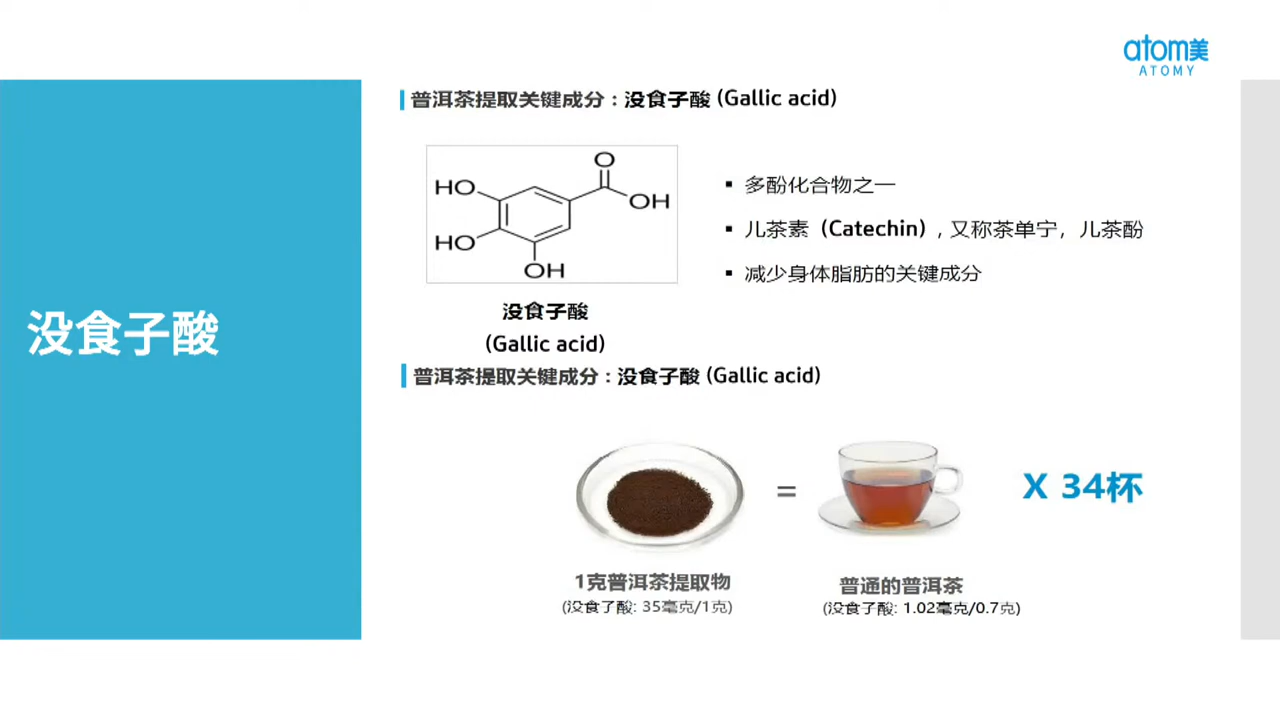 atom美
ATOMY
没食子酸
普洱茶提取关键成分：没食子酸 (Gallic acid)
O
HO
OH
HO
OH
▪ 多酚化合物之一
▪ 儿茶素（Catechin）, 又称茶单宁，儿茶酚
▪ 减少身体脂肪的关键成分
没食子酸
(Gallic acid)
普洱茶提取关键成分：没食子酸 (Gallic acid)
=
X 34杯
1克普洱茶提取物
(没食子酸: 35毫克/1克)
普通的普洱茶
(没食子酸: 1.02毫克/0.7克)